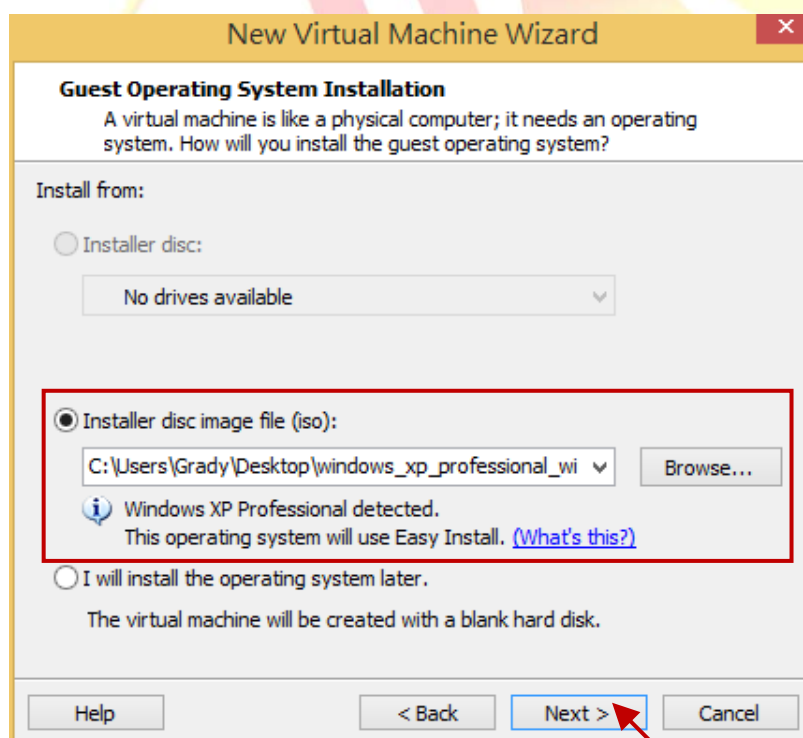 New Virtual Machine Wizard
Guest Operating System Installation
A virtual machine is like a physical computer; it needs an operating
system. How will you install the guest operating system?
Install from:
Installer disc:
No drives available
Installer disc image file (iso):
C:\Users\Grady\Desktop\windows_xp_professional_wi
Browse...
Windows XP Professional detected.
This operating system will use Easy Install. (What's this?)
I will install the operating system later.
The virtual machine will be created with a blank hard disk.
Help
< Back
Next >
Cancel